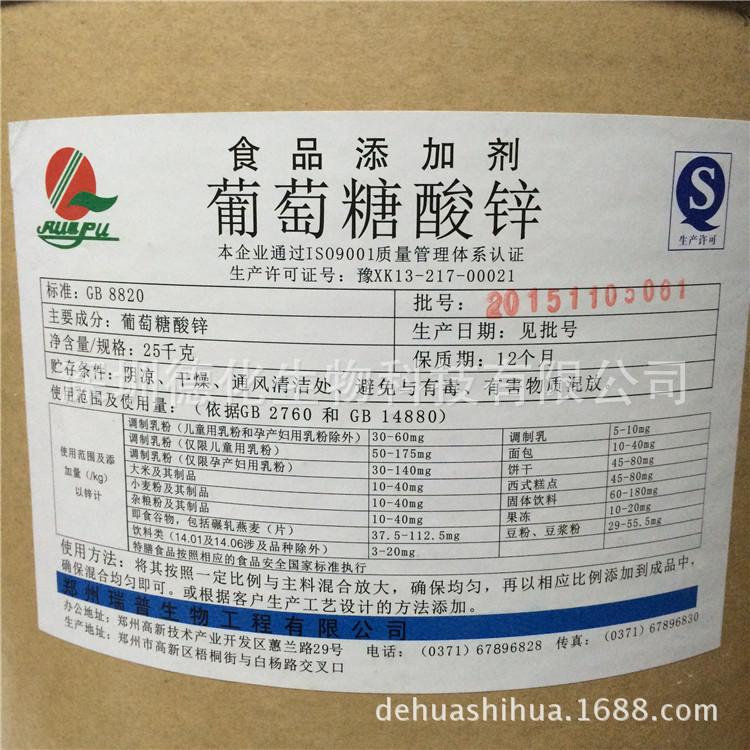 食品添加剂
葡萄糖酸锌
RUIPU
本企业通过ISO9001质量管理体系认证
生产许可证号：豫XK13-217-00021
QS
生产许可
标准：GB 8820
批号：20151105081
主要成分：葡萄糖酸锌
生产日期：见批号
净含量/规格：25千克
保质期：12个月
贮存条件：阴凉、干燥、通风清洁处，避免与有毒、有害物质混放
使用范围及使用量：（依据GB 2760 和 GB 14880）
使用范围及添
加量（/kg）
以锌计
调制乳粉（儿童用乳粉和孕产妇用乳粉除外） 30-60mg 调制乳 5-10mg
调制乳粉（仅限儿童用乳粉） 50-175mg 面包 10-40mg
调制乳粉（仅限孕产妇用乳粉） 30-140mg 饼干 45-80mg
大米及其制品 10-40mg 西式糕点 45-80mg
小麦粉及其制品 10-40mg 固体饮料 60-180mg
杂粮粉及其制品 10-40mg 果冻 10-20mg
即食谷物，包括碾轧燕麦（片） 37.5-112.5mg 豆粉、豆浆粉 29-55.5mg
饮料类（14.01及14.06涉及品种除外） 3-20mg
特膳食品按照相应的食品安全国家标准执行
使用方法：将其按照一定比例与主料混合放大，确保均匀，再以相应比例添加到成品中，
确保混合均匀即可。或根据客户生产工艺设计的方法添加。
郑州瑞普生物工程有限公司
办公地址：郑州高新技术产业开发区蕙兰路29号 电话：（0371）67896828 传真：（0371）67896830
生产地址：郑州市高新区梧桐街与白杨路交叉口
德化生物科技有限公司
dehuashihua.1688.com